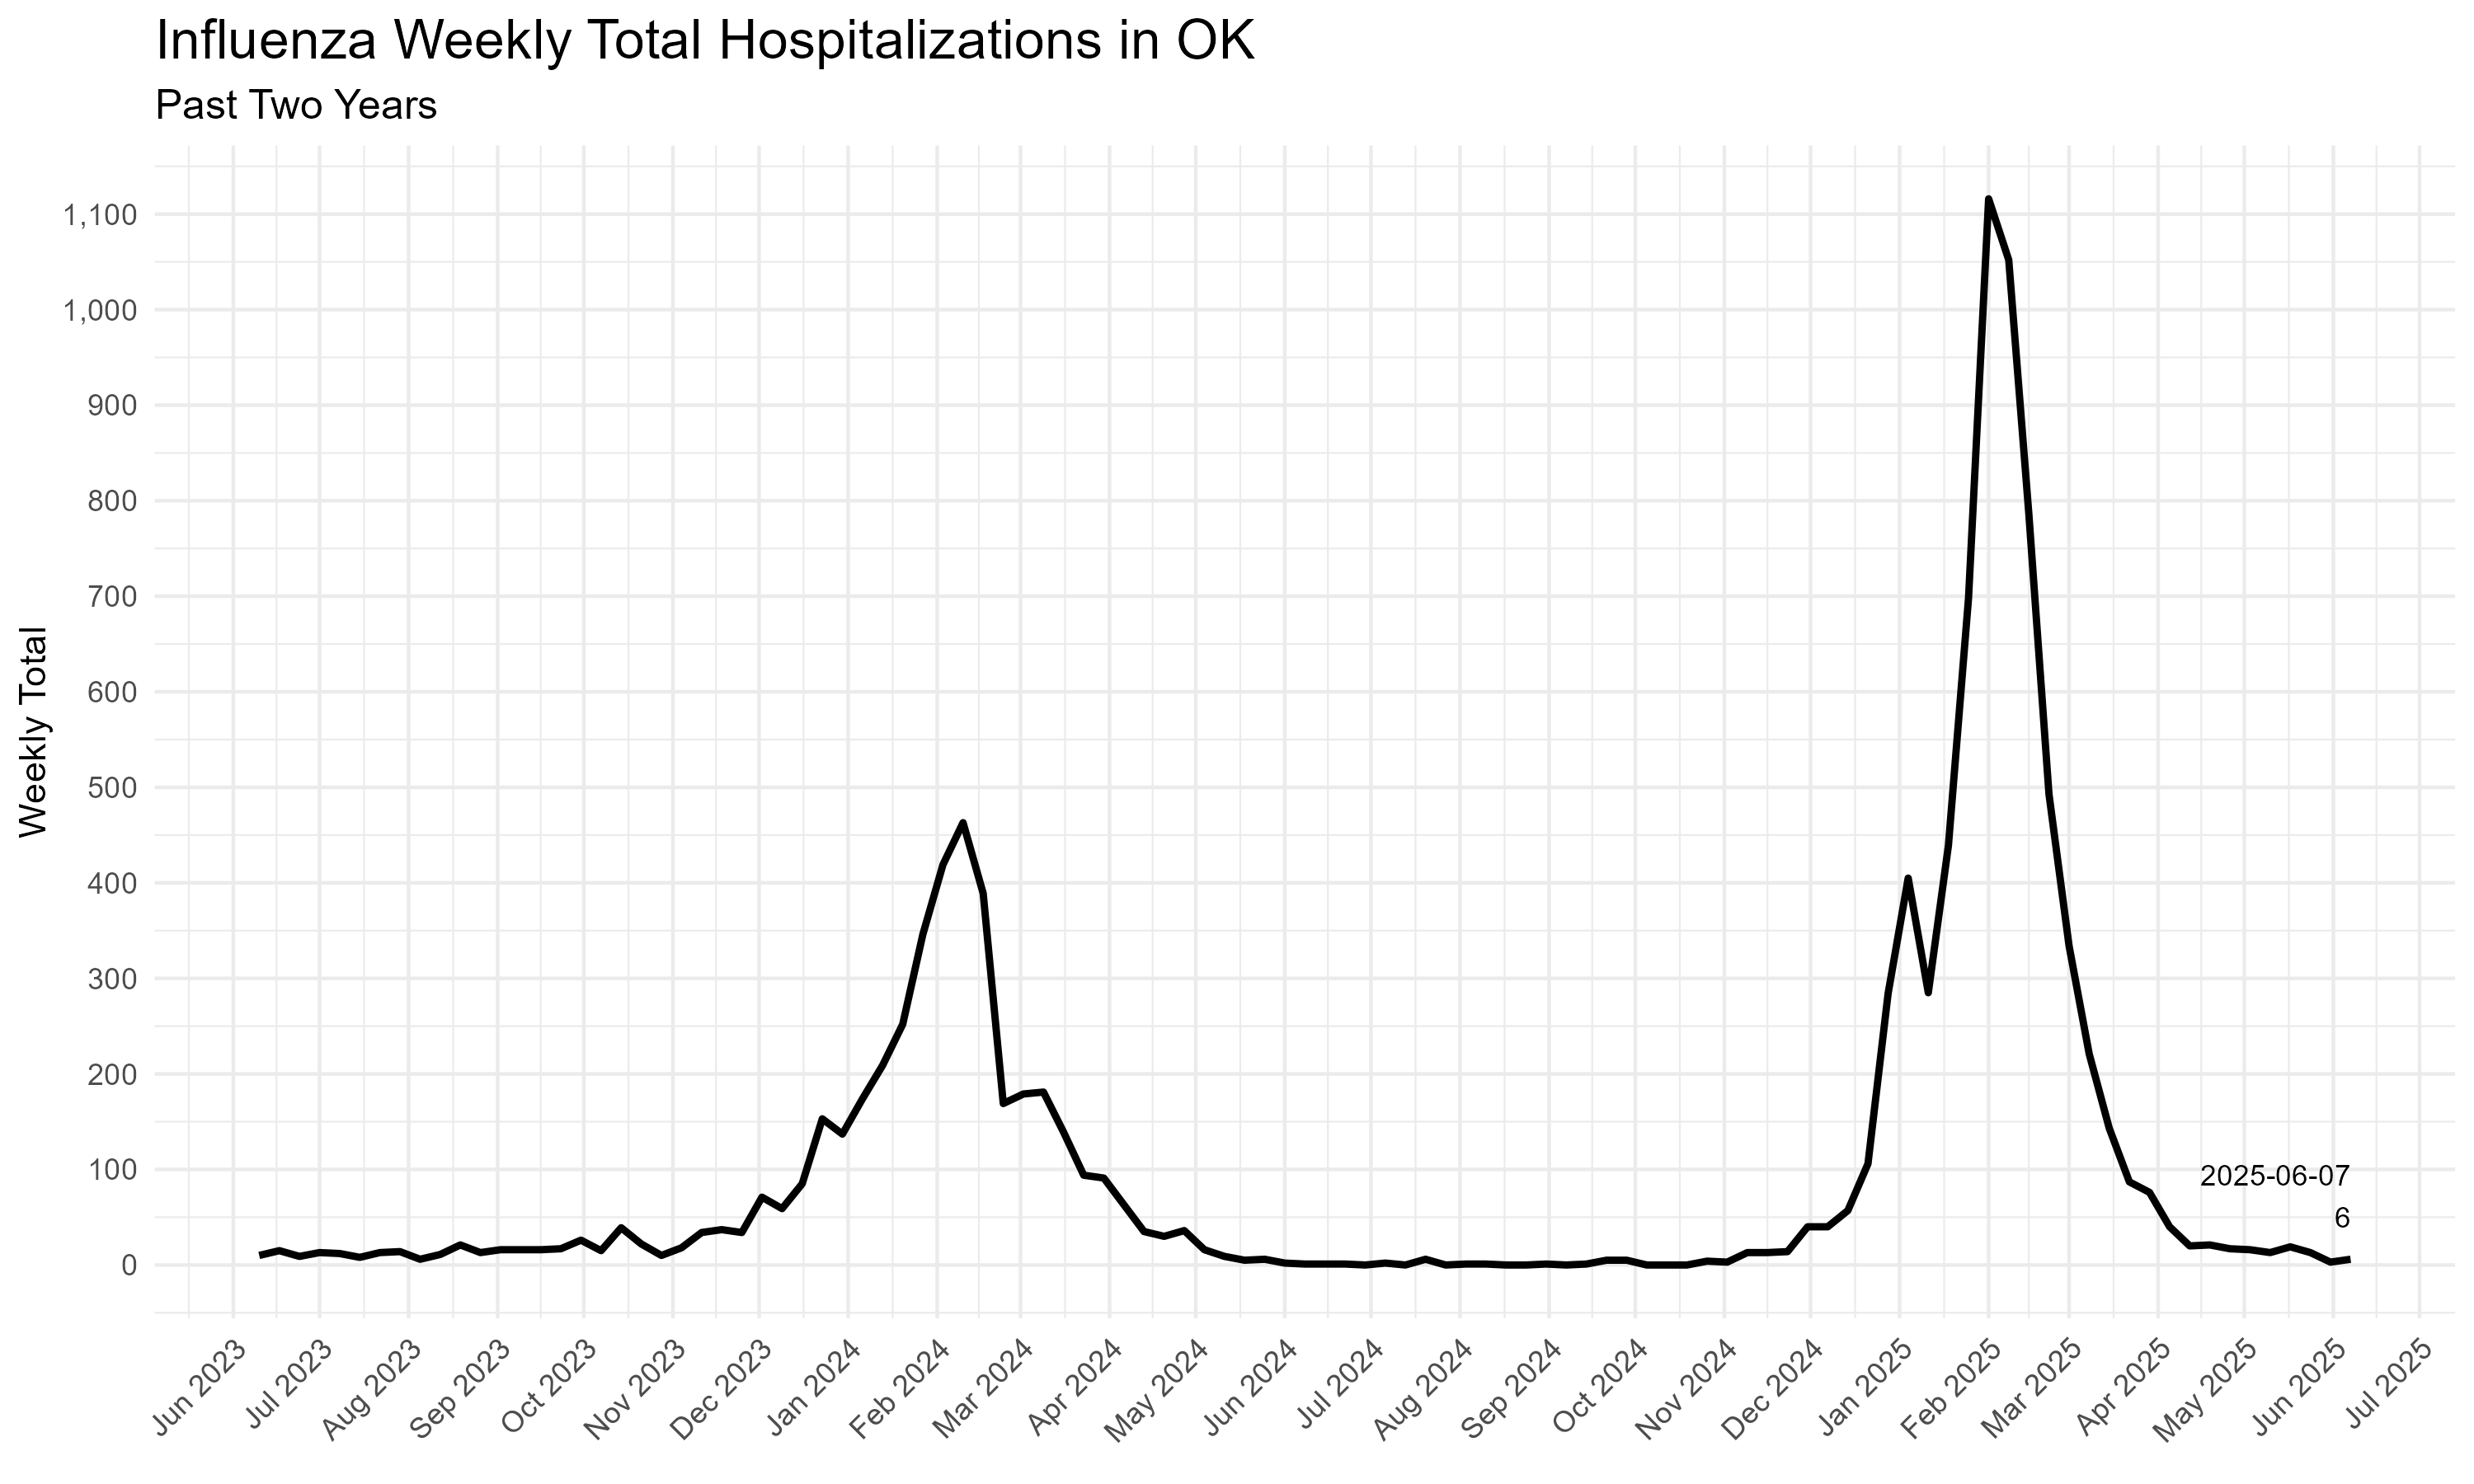 Influenza Weekly Total Hospitalizations in OK
Past Two Years
Weekly Total
1,100
1,000
900
800
700
600
500
400
300
200
100
0
2025-06-07
6
Jun 2023
Jul 2023
Aug 2023
Sep 2023
Oct 2023
Nov 2023
Dec 2023
Jan 2024
Feb 2024
Mar 2024
Apr 2024
May 2024
Jun 2024
Jul 2024
Aug 2024
Sep 2024
Oct 2024
Nov 2024
Dec 2024
Jan 2025
Feb 2025
Mar 2025
Apr 2025
May 2025
Jun 2025
Jul 2025